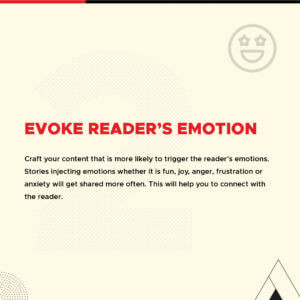 EVOKE READER'S EMOTION
Craft your content that is more likely to trigger the reader's emotions.
Stories injecting emotions whether it is fun, joy, anger, frustration or
anxiety will get shared more often. This will help you to connect with
the reader.